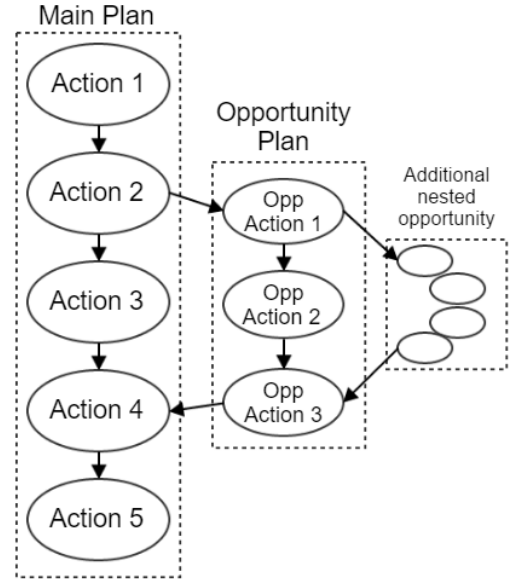 Main Plan
Action 1
Action 2
Action 3
Action 4
Action 5
Opportunity
Plan
Opp
Action 1
Opp
Action 2
Opp
Action 3
Additional
nested
opportunity